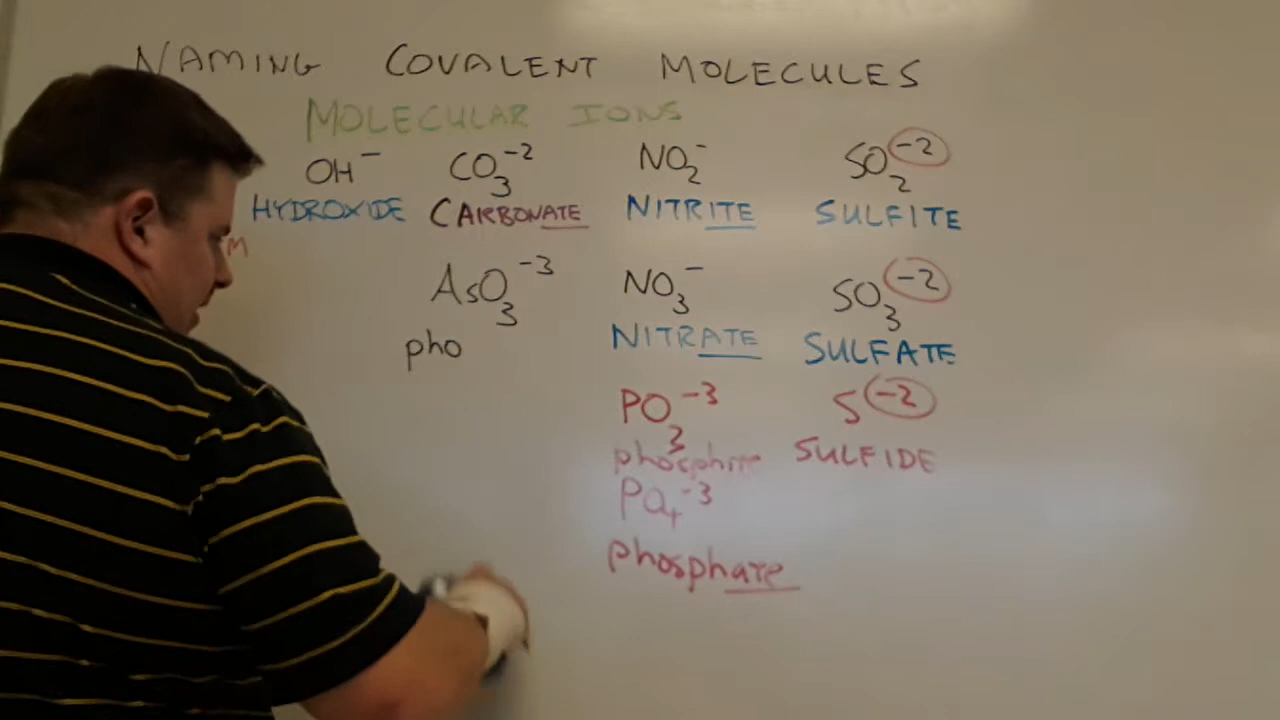 NAMING COVALENT MOLECULES
MOLECULAR IONS
OH⁻ CO₃⁻² NO₂⁻ SO₂⁻²
HYDROXIDE CARBONATE NITRITE SULFITE
M
AsO₃⁻³ NO₃⁻ SO₃⁻²
pho NITRATE SULFATE
PO₃⁻³ S⁻²
phosphite SULFIDE
PO₄⁻³
phosphate